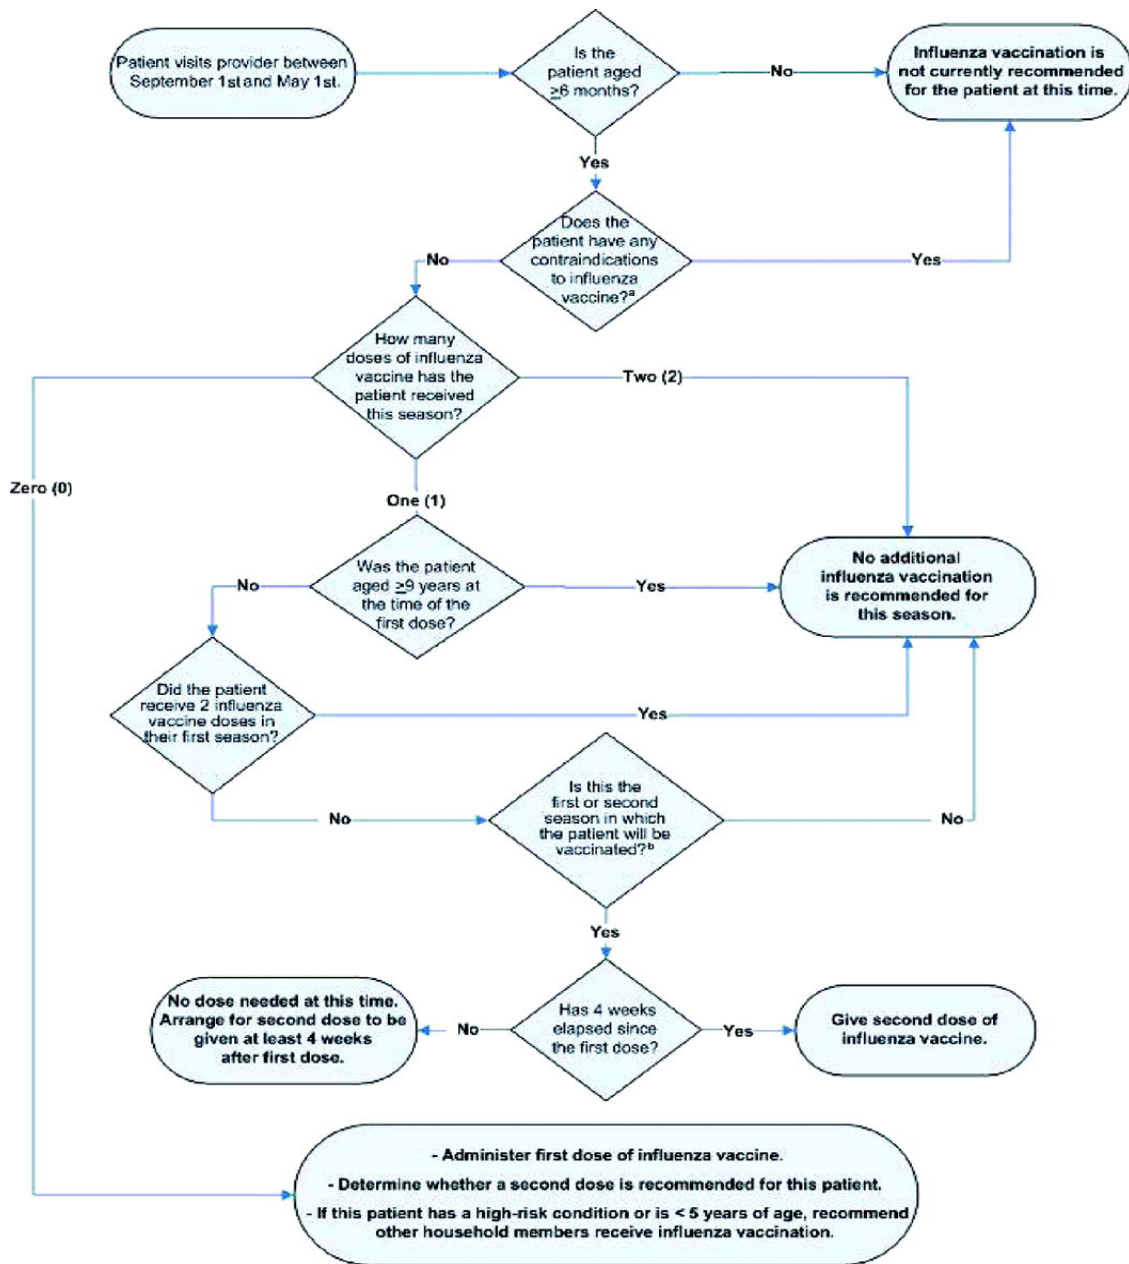 Patient visits provider between
September 1st and May 1st.
Is the
patient aged
≥6 months?
No
Influenza vaccination is
not currently recommended
for the patient at this time.
Yes
Does the
patient have any
contraindications
to influenza
vaccine?ᵃ
No
Yes
How many
doses of influenza
vaccine has the
patient received
this season?
Two (2)
Zero (0)
One (1)
Was the patient
aged ≥9 years at
the time of the
first dose?
No
Yes
No additional
influenza vaccination
is recommended for
this season.
Did the patient
receive 2 influenza
vaccine doses in
their first season?
Yes
No
Is this the
first or second
season in which
the patient will be
vaccinated?ᵇ
No
Yes
No dose needed at this time.
Arrange for second dose to be
given at least 4 weeks
after first dose.
No
Has 4 weeks
elapsed since
the first dose?
Yes
Give second dose of
influenza vaccine.
- Administer first dose of influenza vaccine.
- Determine whether a second dose is recommended for this patient.
- If this patient has a high-risk condition or is < 5 years of age, recommend
other household members receive influenza vaccination.